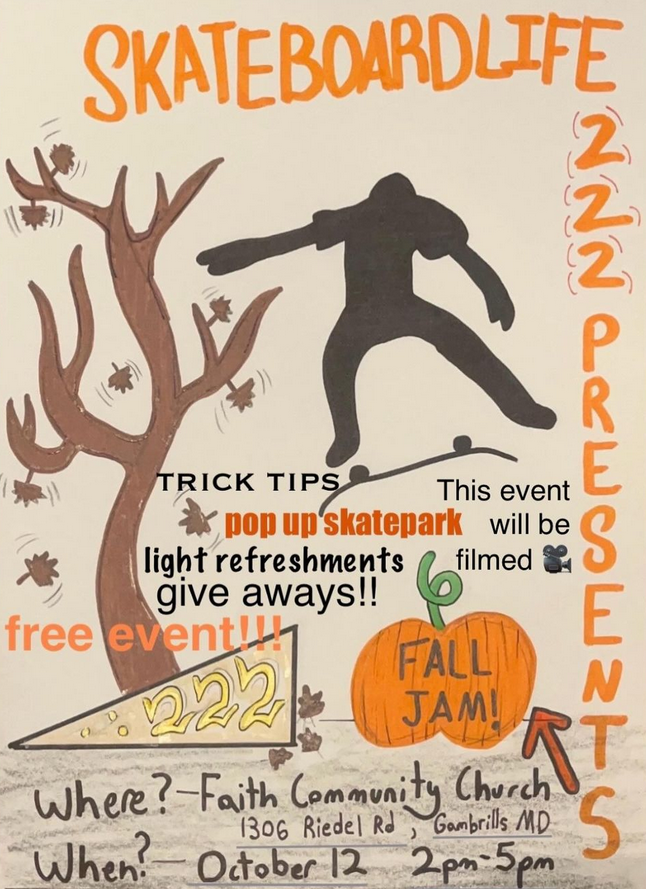 SKATEBOARDLIFE
222
PRESENTS
TRICK TIPS
pop up skatepark
light refreshments
give aways!!
This event
will be
filmed
free event!!!
222
FALL
JAM!
Where?-Faith Community Church
1306 Riedel Rd, Gambrills MD
When?- October 12 2pm-5pm